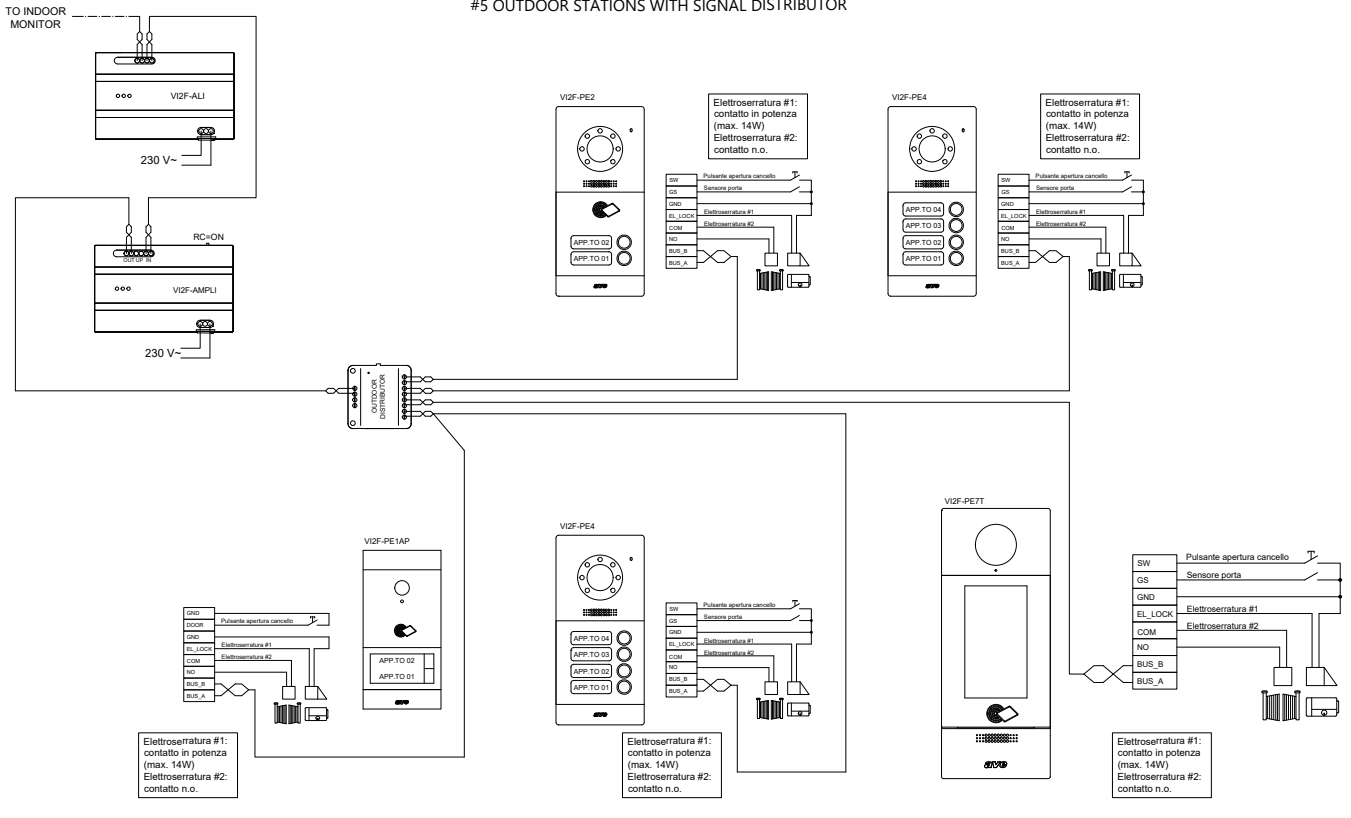 #5 OUTDOOR STATIONS WITH SIGNAL DISTRIBUTOR
TO INDOOR
MONITOR
VI2F-ALI
230 V~
RC=ON
OUT UP IN
VI2F-AMPLI
230 V~
OUTDOOR
DISTRIBUTOR
VI2F-PE2
APP.TO 02
APP.TO 01
ave
Elettroserratura #1:
contatto in potenza
(max. 14W)
Elettroserratura #2:
contatto n.o.
SW
Pulsante apertura cancello
GS
Sensore porta
GND
EL_LOCK
Elettroserratura #1
COM
Elettroserratura #2
NO
BUS_B
BUS_A
VI2F-PE4
APP.TO 04
APP.TO 03
APP.TO 02
APP.TO 01
ave
Elettroserratura #1:
contatto in potenza
(max. 14W)
Elettroserratura #2:
contatto n.o.
SW
Pulsante apertura cancello
GS
Sensore porta
GND
EL_LOCK
Elettroserratura #1
COM
Elettroserratura #2
NO
BUS_B
BUS_A
VI2F-PE1AP
APP.TO 02
APP.TO 01
ave
GND
DOOR
Pulsante apertura cancello
GND
EL_LOCK
Elettroserratura #1
COM
Elettroserratura #2
NO
BUS_B
BUS_A
Elettroserratura #1:
contatto in potenza
(max. 14W)
Elettroserratura #2:
contatto n.o.
VI2F-PE4
APP.TO 04
APP.TO 03
APP.TO 02
APP.TO 01
ave
SW
Pulsante apertura cancello
GS
Sensore porta
GND
EL_LOCK
Elettroserratura #1
COM
Elettroserratura #2
NO
BUS_B
BUS_A
Elettroserratura #1:
contatto in potenza
(max. 14W)
Elettroserratura #2:
contatto n.o.
VI2F-PE7T
ave
SW
Pulsante apertura cancello
GS
Sensore porta
GND
EL_LOCK
Elettroserratura #1
COM
Elettroserratura #2
NO
BUS_B
BUS_A
Elettroserratura #1:
contatto in potenza
(max. 14W)
Elettroserratura #2:
contatto n.o.